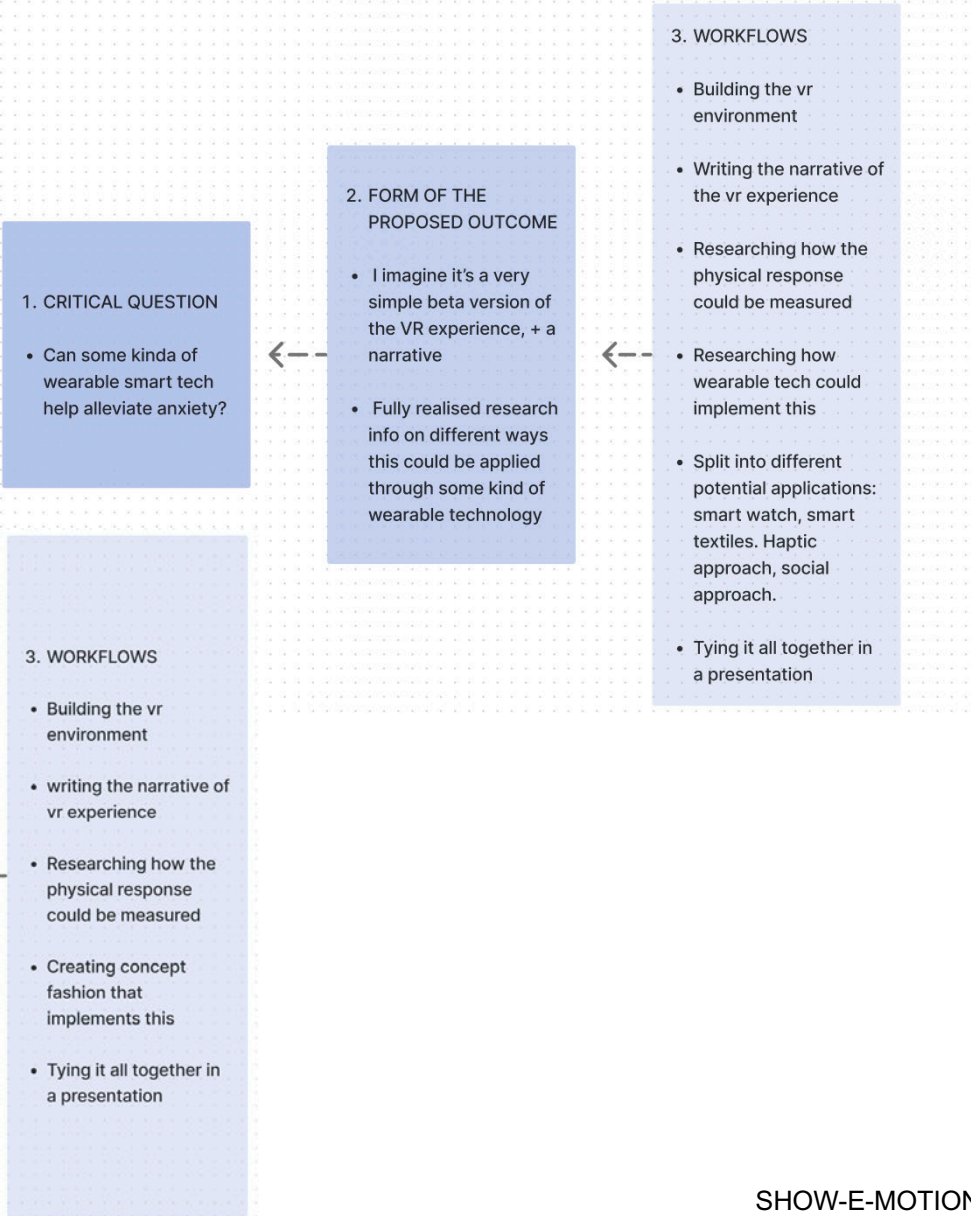 1. CRITICAL QUESTION
• Can some kinda of
wearable smart tech
help alleviate anxiety?
2. FORM OF THE
PROPOSED OUTCOME
• I imagine it's a very
simple beta version of
the VR experience, + a
narrative
• Fully realised research
info on different ways
this could be applied
through some kind of
wearable technology
3. WORKFLOWS
• Building the vr
environment
• Writing the narrative of
the vr experience
• Researching how the
physical response
could be measured
• Researching how
wearable tech could
implement this
• Split into different
potential applications:
smart watch, smart
textiles. Haptic
approach, social
approach.
• Tying it all together in
a presentation
3. WORKFLOWS
• Building the vr
environment
• writing the narrative of
vr experience
• Researching how the
physical response
could be measured
• Creating concept
fashion that
implements this
• Tying it all together in
a presentation
SHOW-E-MOTION